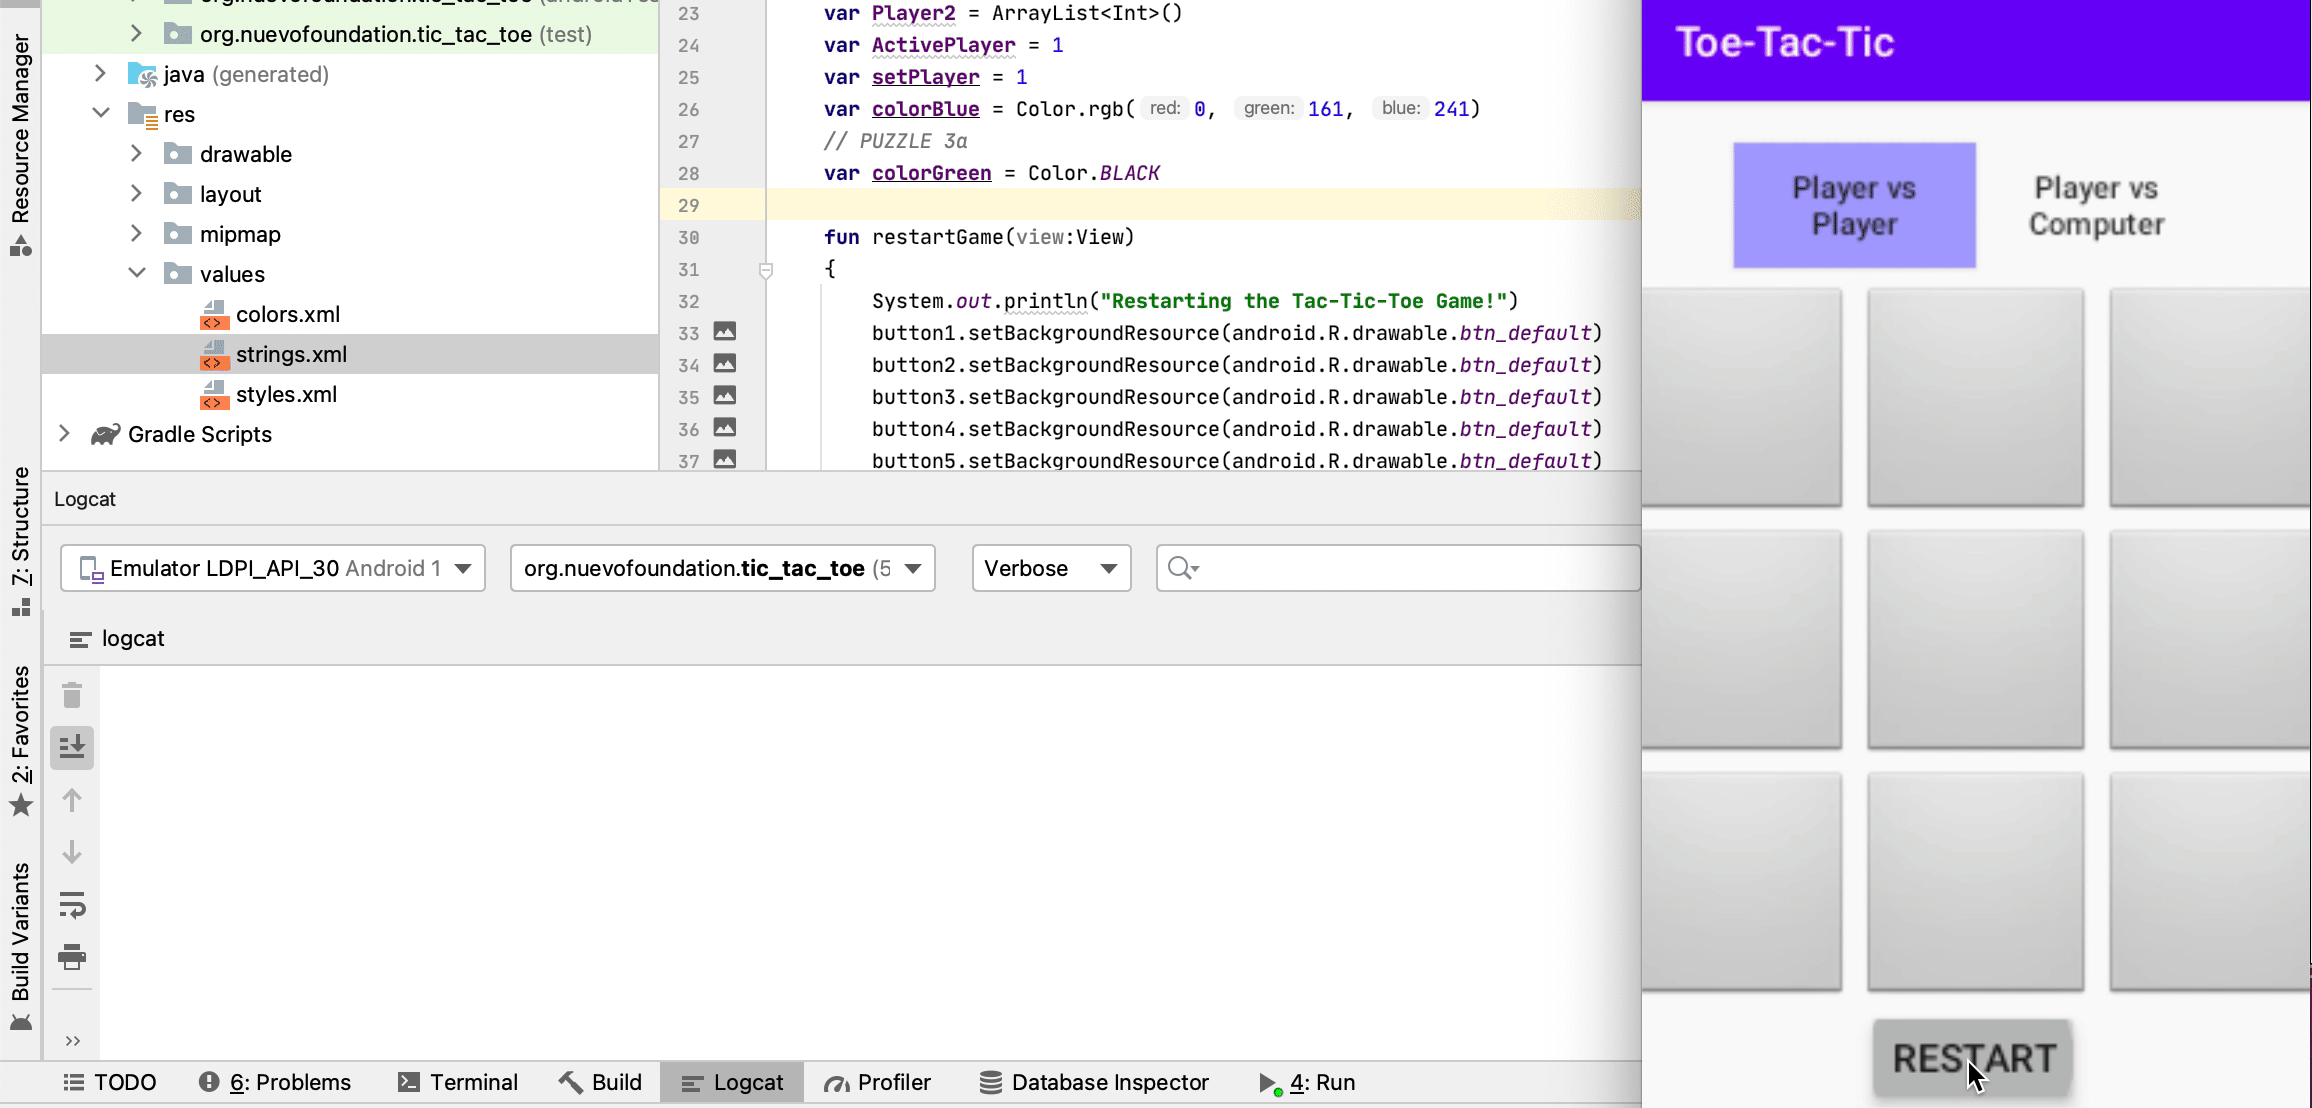 Resource Manager
7: Structure
2: Favorites
Build Variants
org.nuevofoundation.tic_tac_toe (test)
java (generated)
res
drawable
layout
mipmap
values
colors.xml
strings.xml
styles.xml
Gradle Scripts
23 var Player2 = ArrayList<Int>()
24 var ActivePlayer = 1
25 var setPlayer = 1
26 var colorBlue = Color.rgb( red: 0, green: 161, blue: 241)
27 // PUZZLE 3a
28 var colorGreen = Color.BLACK
29
30 fun restartGame(view:View)
31 {
32 System.out.println("Restarting the Tac-Tic-Toe Game!")
33 button1.setBackgroundResource(android.R.drawable.btn_default)
34 button2.setBackgroundResource(android.R.drawable.btn_default)
35 button3.setBackgroundResource(android.R.drawable.btn_default)
36 button4.setBackgroundResource(android.R.drawable.btn_default)
37 button5.setBackgroundResource(android.R.drawable.btn_default)
Toe-Tac-Tic
Player vs
Player
Player vs
Computer
RESTART
Logcat
Emulator LDPI_API_30 Android 1
org.nuevofoundation.tic_tac_toe (5
Verbose
logcat
TODO
6: Problems
Terminal
Build
Logcat
Profiler
Database Inspector
4: Run